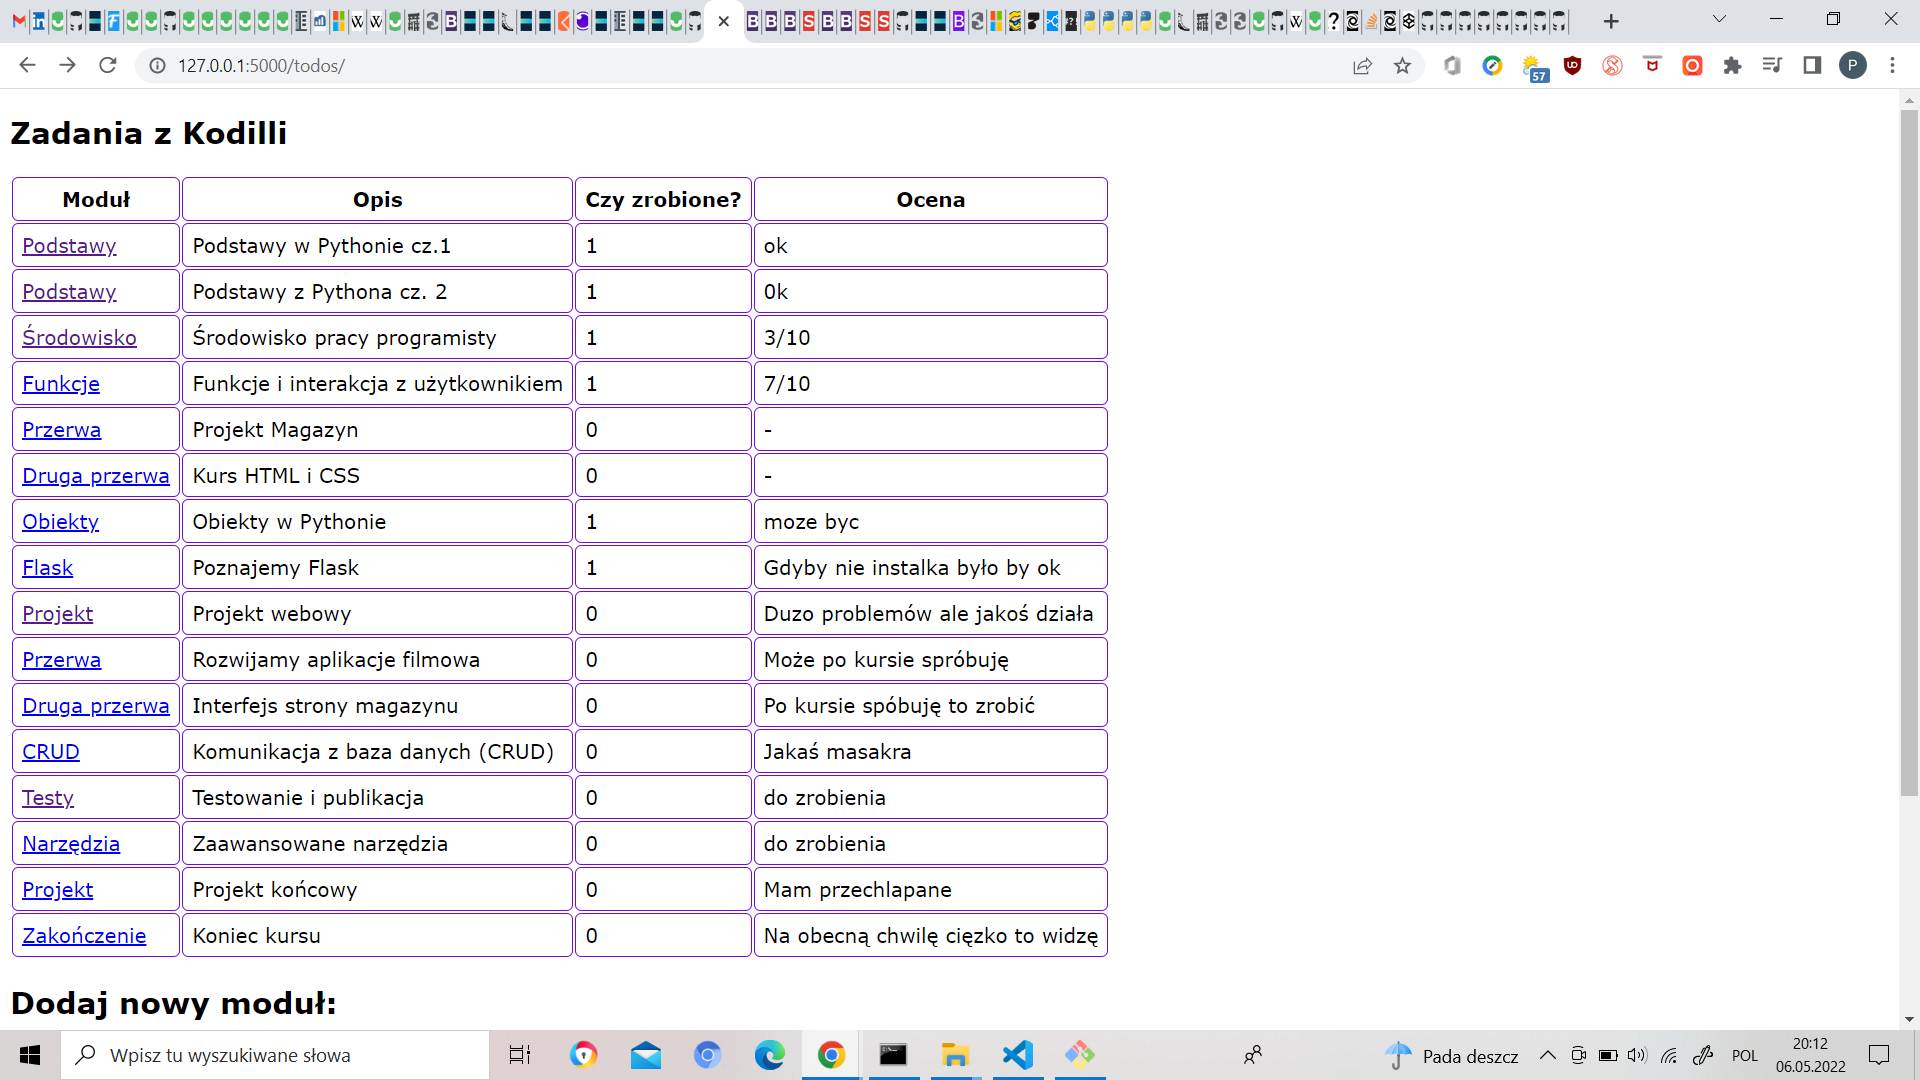 127.0.0.1:5000/todos/
57
P
Zadania z Kodilli
Moduł Opis Czy zrobione? Ocena
Podstawy Podstawy w Pythonie cz.1 1 ok
Podstawy Podstawy z Pythona cz. 2 1 0k
Środowisko Środowisko pracy programisty 1 3/10
Funkcje Funkcje i interakcja z użytkownikiem 1 7/10
Przerwa Projekt Magazyn 0 -
Druga przerwa Kurs HTML i CSS 0 -
Obiekty Obiekty w Pythonie 1 moze byc
Flask Poznajemy Flask 1 Gdyby nie instalka było by ok
Projekt Projekt webowy 0 Duzo problemów ale jakoś działa
Przerwa Rozwijamy aplikacje filmowa 0 Może po kursie spróbuję
Druga przerwa Interfejs strony magazynu 0 Po kursie spóbuję to zrobić
CRUD Komunikacja z baza danych (CRUD) 0 Jakaś masakra
Testy Testowanie i publikacja 0 do zrobienia
Narzędzia Zaawansowane narzędzia 0 do zrobienia
Projekt Projekt końcowy 0 Mam przechlapane
Zakończenie Koniec kursu 0 Na obecną chwilę cięzko to widzę
Dodaj nowy moduł:
Wpisz tu wyszukiwane słowa
Pada deszcz
POL
20:12
06.05.2022